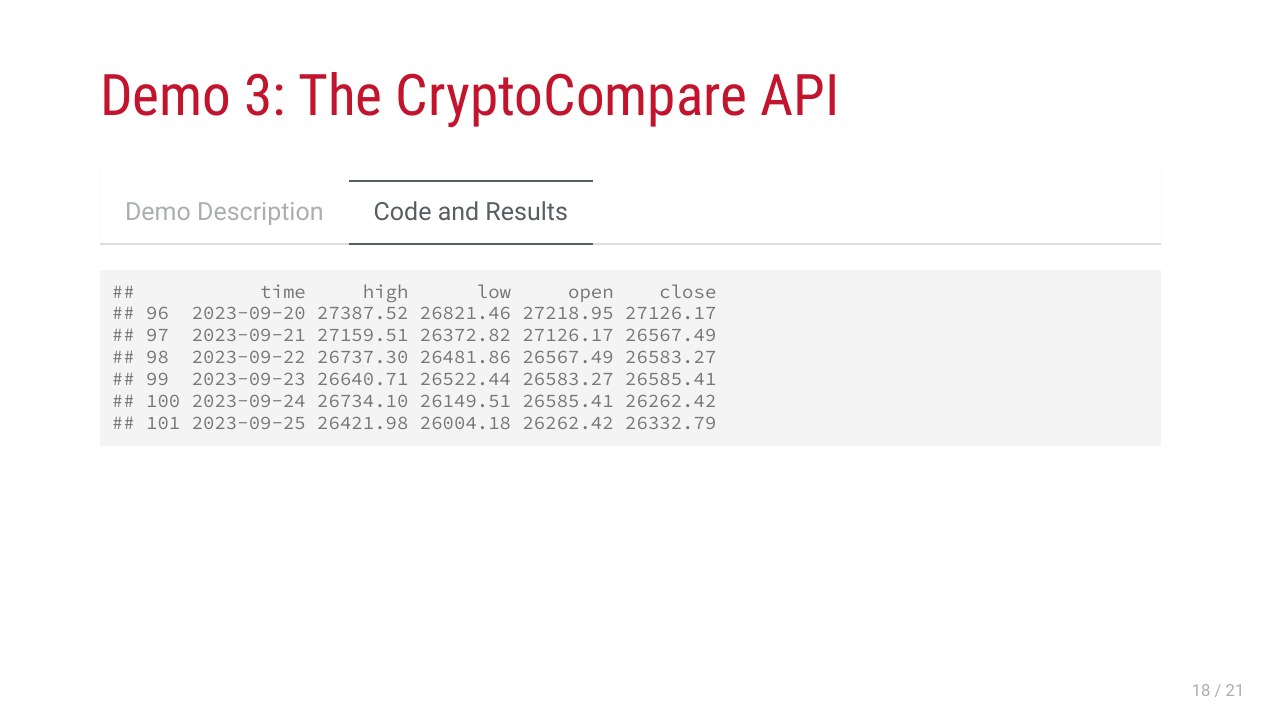 Demo 3: The CryptoCompare API
Demo Description
Code and Results
##           time     high      low     open    close
## 96  2023-09-20 27387.52 26821.46 27218.95 27126.17
## 97  2023-09-21 27159.51 26372.82 27126.17 26567.49
## 98  2023-09-22 26737.30 26481.86 26567.49 26583.27
## 99  2023-09-23 26640.71 26522.44 26583.27 26585.41
## 100 2023-09-24 26734.10 26149.51 26585.41 26262.42
## 101 2023-09-25 26421.98 26004.18 26262.42 26332.79
18 / 21